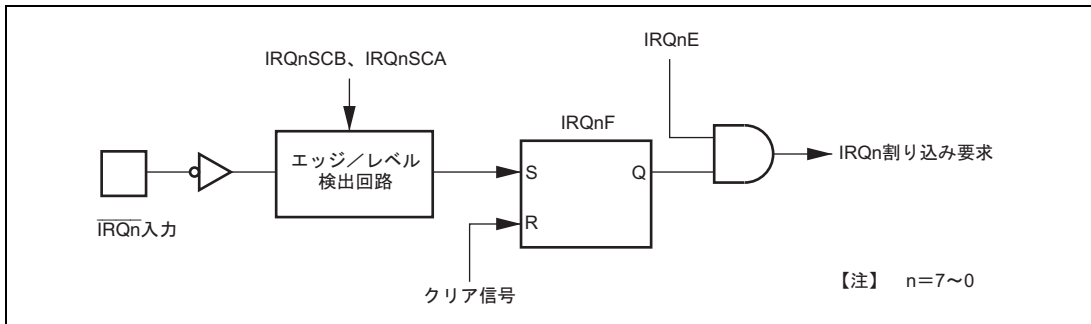 IRQnE
IRQnSCB、IRQnSCA
IRQnF
エッジ／レベル
検出回路
S
Q
R
IRQn割り込み要求
IRQn入力
クリア信号
【注】 n＝7～0